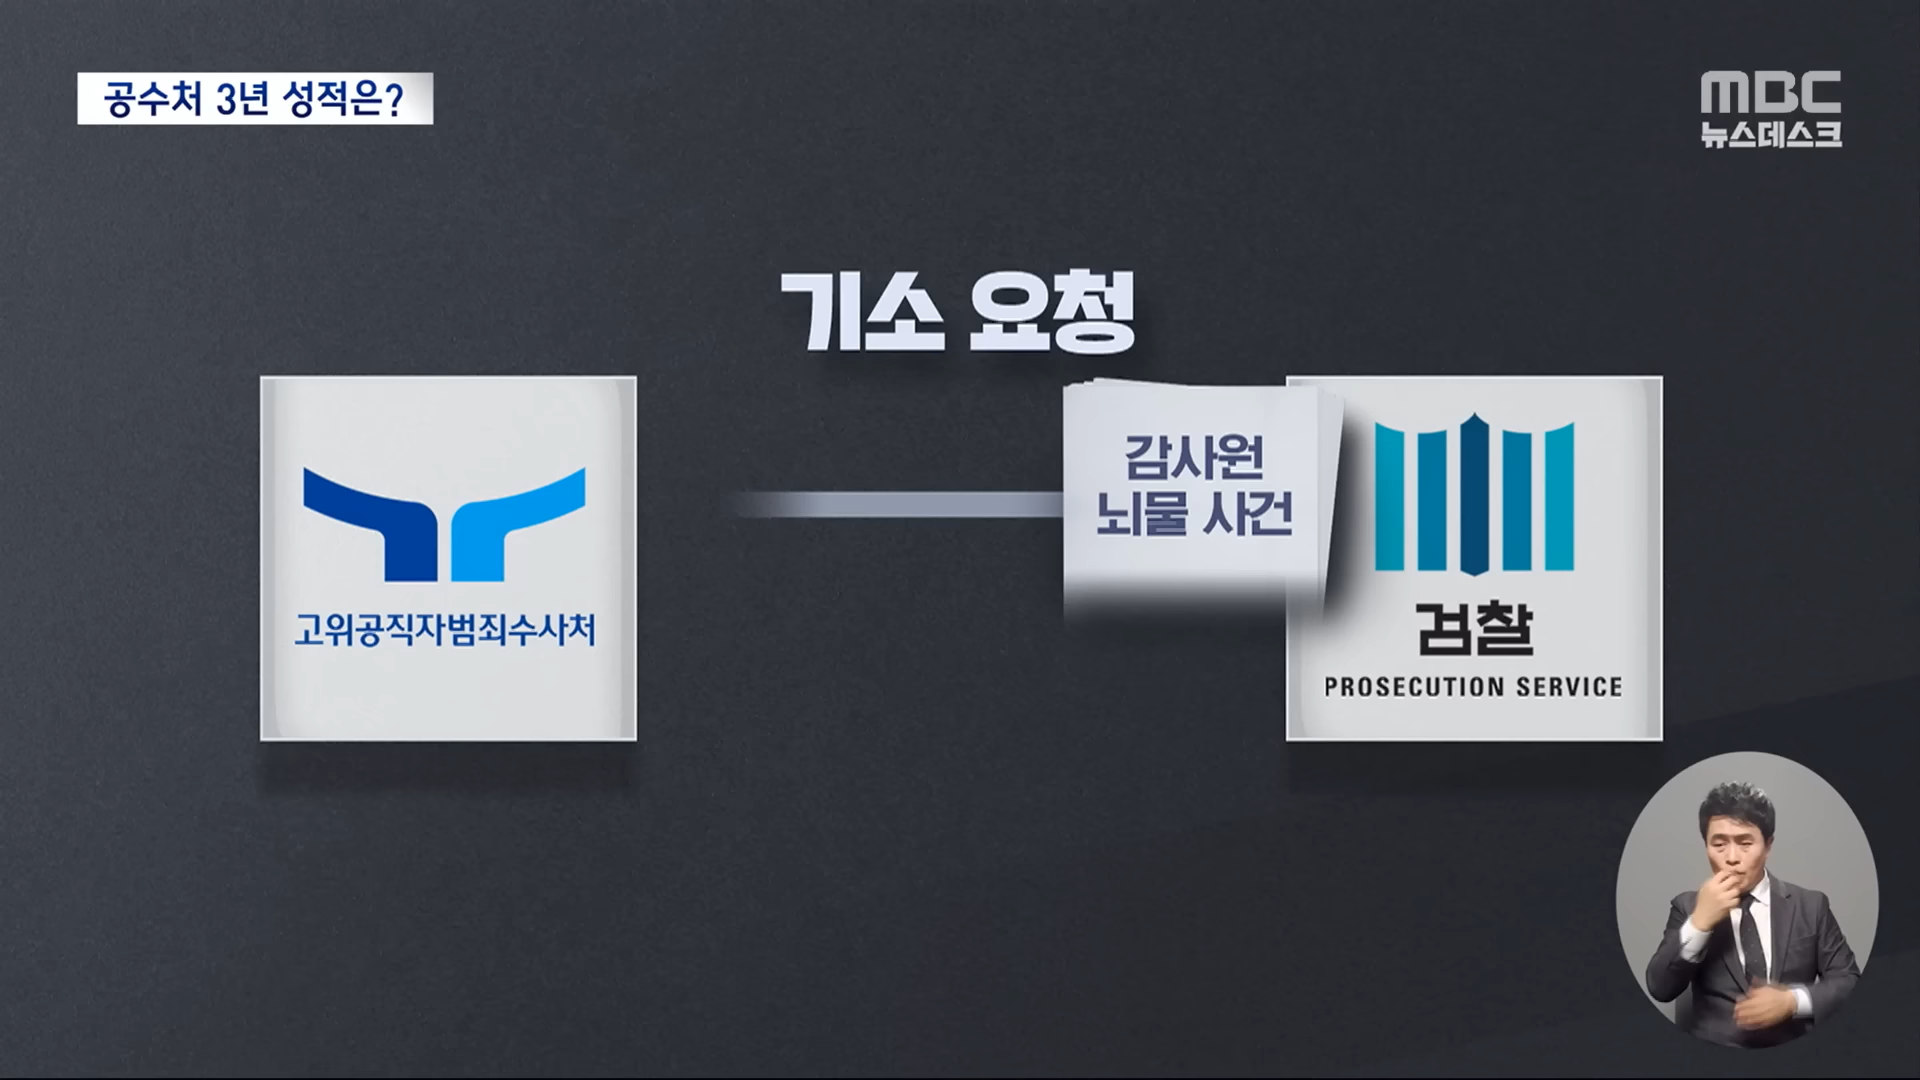 공수처 3년 성적은?
MBC
뉴스데스크
기소 요청
감사원
뇌물 사건
고위공직자범죄수사처
검찰
PROSECUTION SERVICE